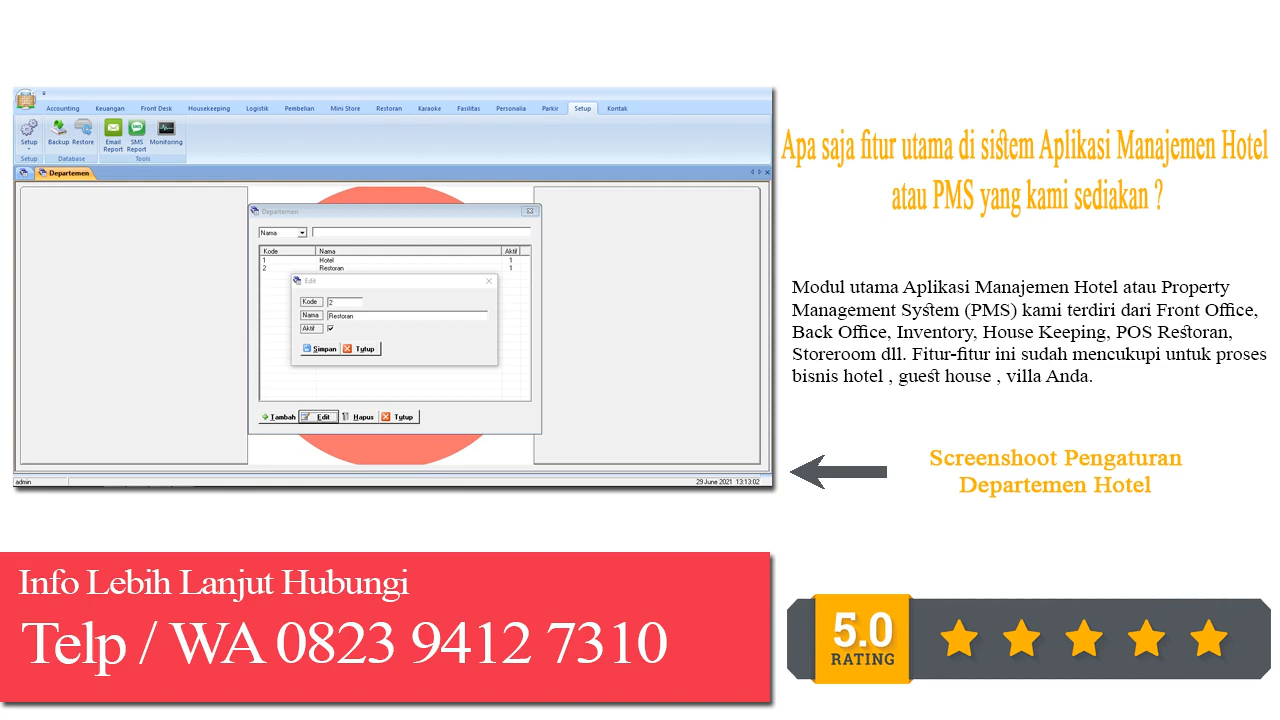 Accounting Keuangan Front Desk Housekeeping Logistik Pembelian Mini Store Restoran Karaoke Fasilitas Personalia Parkir Setup Kontak
Setup Backup Restore Email Report SMS Report Monitoring
Setup Database Tools
Departemen
Departemen
Nama
Kode Nama Aktif
1 Hotel 1
2 Restoran 1
Edit
Kode 2
Nama Restoran
Aktif
Simpan Tutup
Tambah Edit Hapus Tutup
admin 29 June 2021 13:13:02
Apa saja fitur utama di sistem Aplikasi Manajemen Hotel
atau PMS yang kami sediakan ?
Modul utama Aplikasi Manajemen Hotel atau Property
Management System (PMS) kami terdiri dari Front Office,
Back Office, Inventory, House Keeping, POS Restoran,
Storeroom dll. Fitur-fitur ini sudah mencukupi untuk proses
bisnis hotel , guest house , villa Anda.
Screenshoot Pengaturan
Departemen Hotel
Info Lebih Lanjut Hubungi
Telp / WA 0823 9412 7310
5.0
RATING